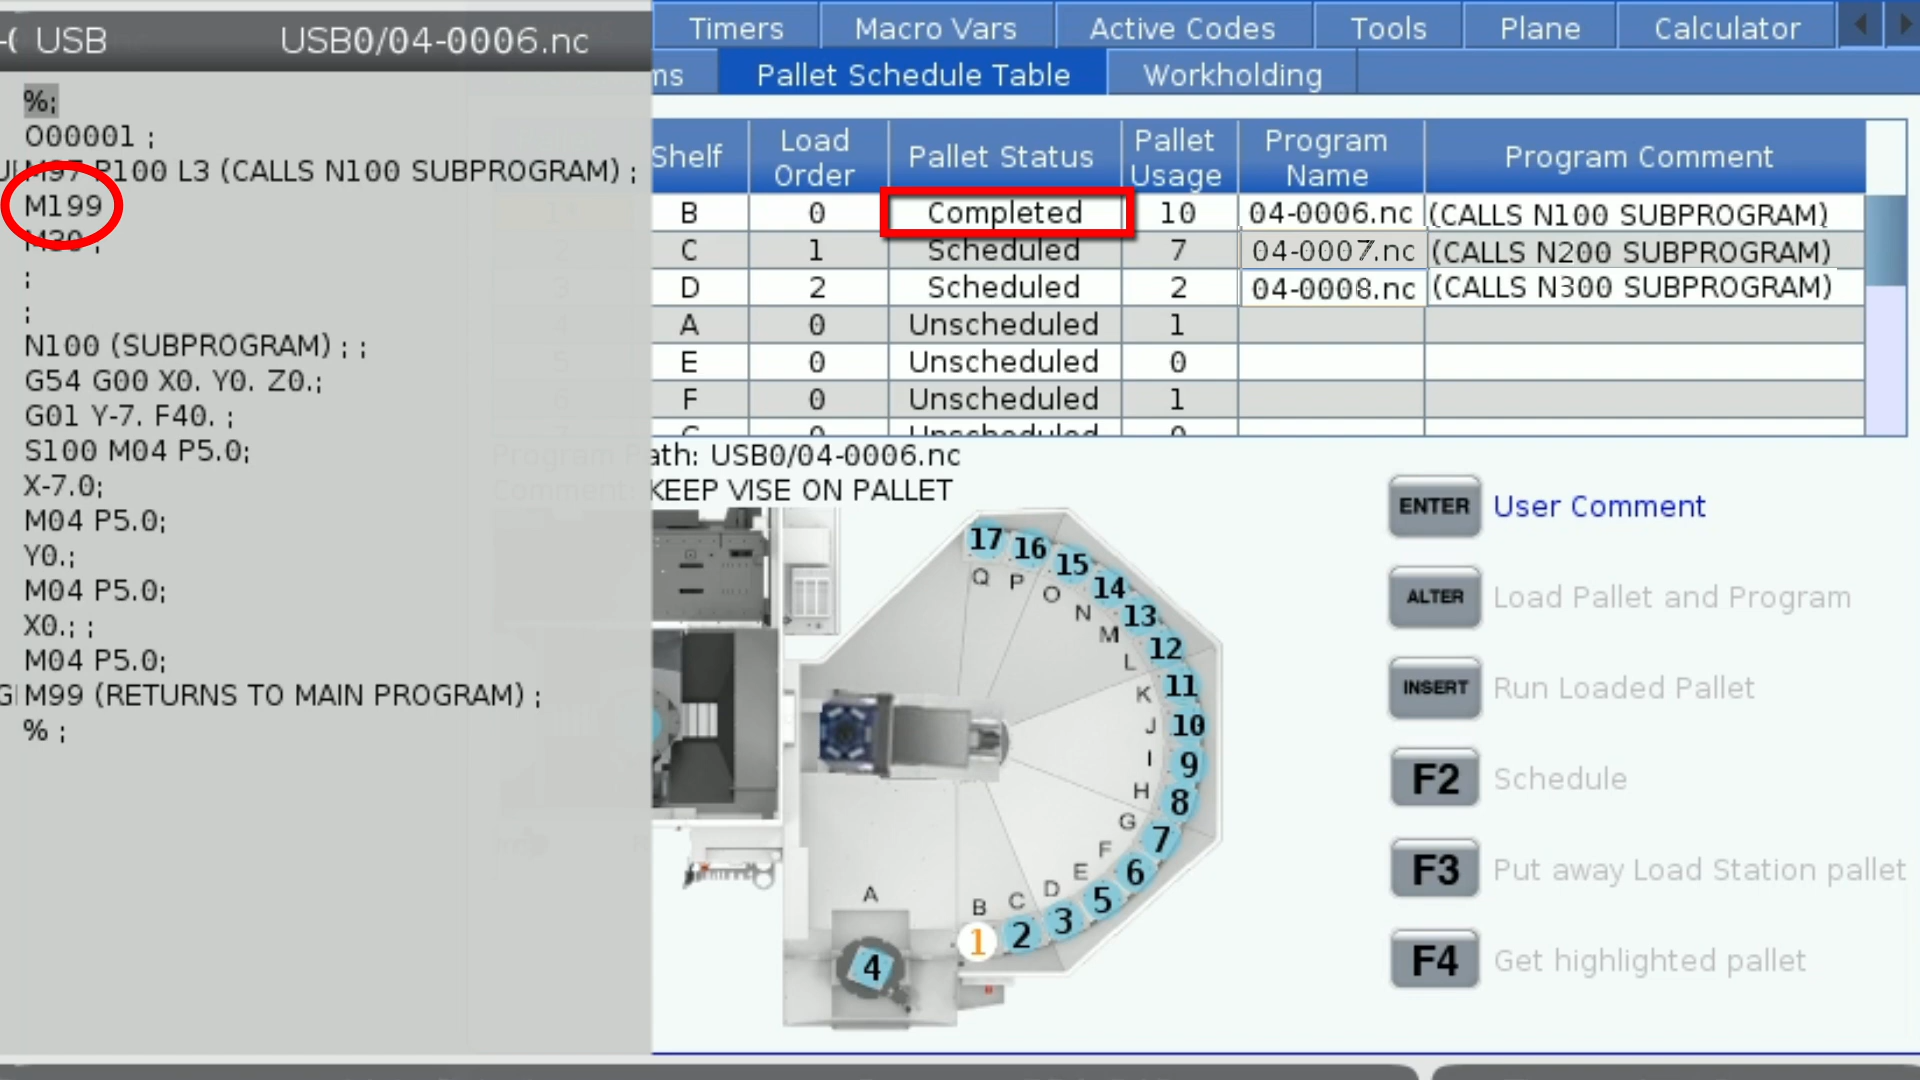 USB USB0/04-0006.nc
%;
O00001 ;
M97 P100 L3 (CALLS N100 SUBPROGRAM) ;
M199
M30 ;
;
;
N100 (SUBPROGRAM) ; ;
G54 G00 X0. Y0. Z0.;
G01 Y-7. F40. ;
S100 M04 P5.0;
X-7.0;
M04 P5.0;
Y0.;
M04 P5.0;
X0.; ;
M04 P5.0;
M99 (RETURNS TO MAIN PROGRAM) ;
% ;
Timers Macro Vars Active Codes Tools Plane Calculator
Pallet Schedule Table Workholding
Shelf Load Order Pallet Status Pallet Usage Program Name Program Comment
B 0 Completed 10 04-0006.nc (CALLS N100 SUBPROGRAM)
C 1 Scheduled 7 04-0007.nc (CALLS N200 SUBPROGRAM)
D 2 Scheduled 2 04-0008.nc (CALLS N300 SUBPROGRAM)
A 0 Unscheduled 1
E 0 Unscheduled 0
F 0 Unscheduled 1
Path: USB0/04-0006.nc
Comment: KEEP VISE ON PALLET
17 16 15 14 13 12 11 10 9 8 7 6 5 3 2 1
Q P O N M L K J I H G F E D C B
A
4
ENTER User Comment
ALTER Load Pallet and Program
INSERT Run Loaded Pallet
F2 Schedule
F3 Put away Load Station pallet
F4 Get highlighted pallet